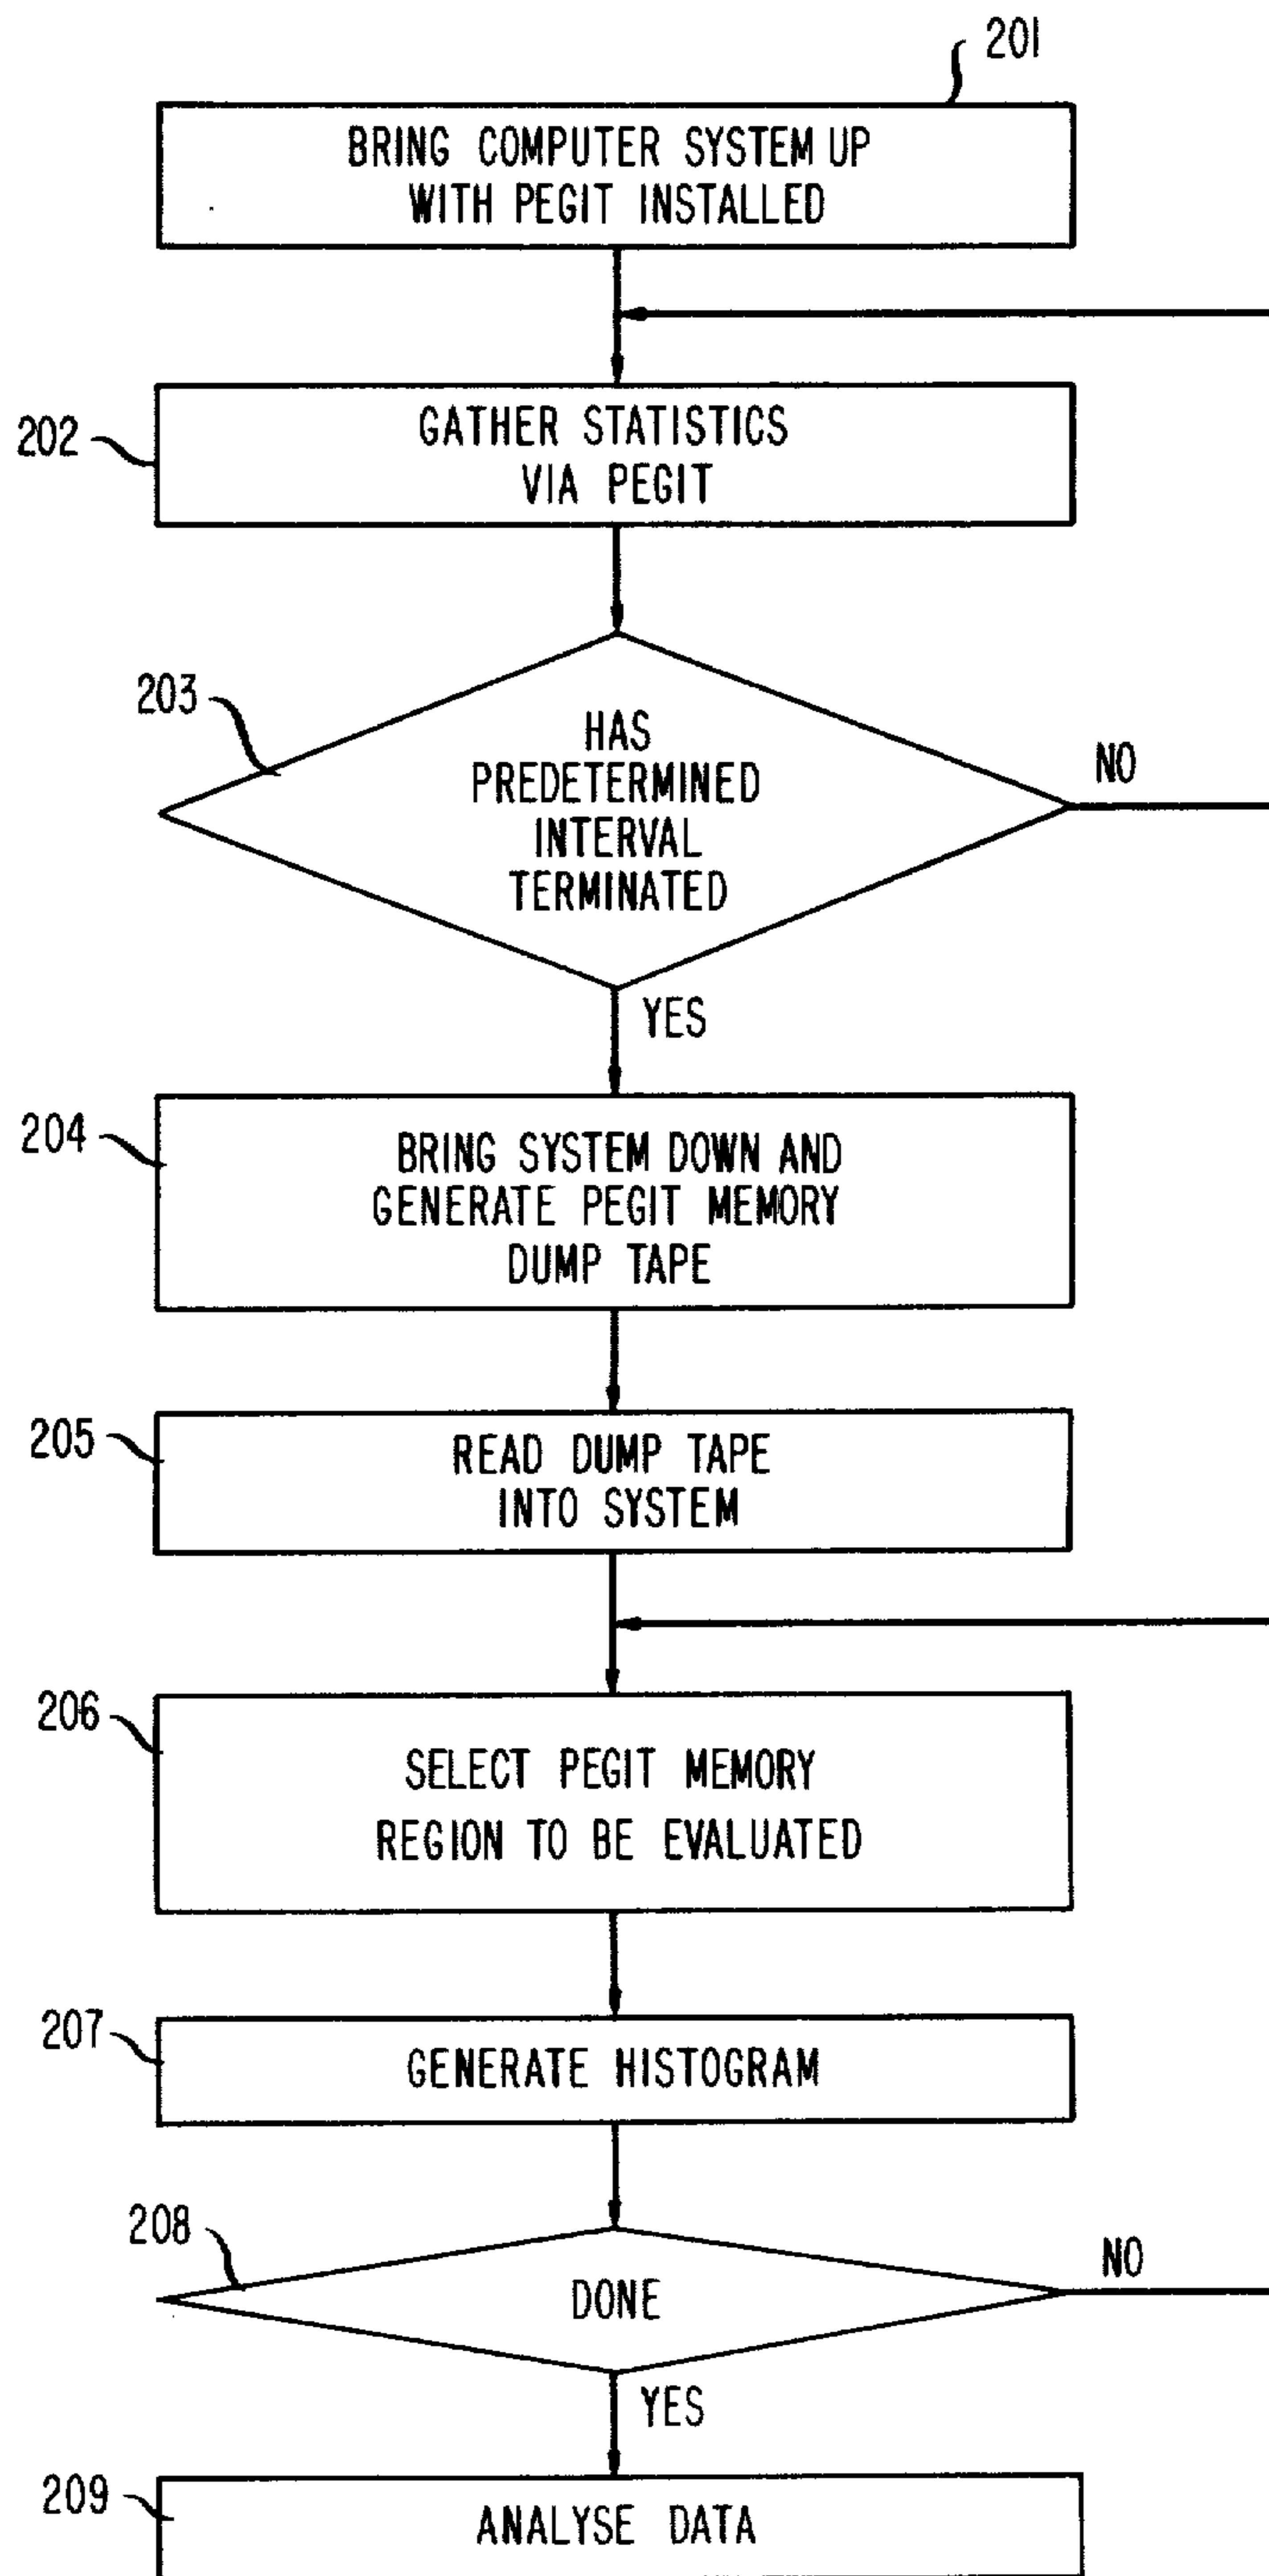 201
BRING COMPUTER SYSTEM UP
WITH PEGIT INSTALLED
202
GATHER STATISTICS
VIA PEGIT
203
HAS
PREDETERMINED
INTERVAL
TERMINATED
NO
YES
204
BRING SYSTEM DOWN AND
GENERATE PEGIT MEMORY
DUMP TAPE
205
READ DUMP TAPE
INTO SYSTEM
206
SELECT PEGIT MEMORY
REGION TO BE EVALUATED
207
GENERATE HISTOGRAM
208
DONE
NO
YES
209
ANALYSE DATA